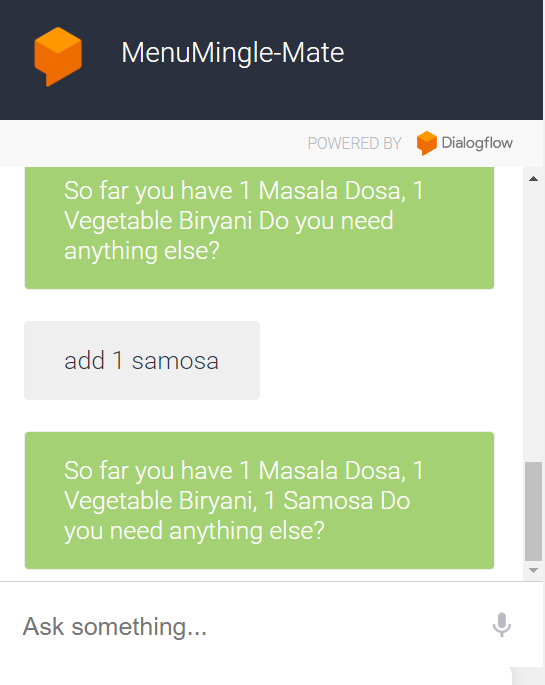 MenuMingle-Mate
POWERED BY Dialogflow
So far you have 1 Masala Dosa, 1
Vegetable Biryani Do you need
anything else?
add 1 samosa
So far you have 1 Masala Dosa, 1
Vegetable Biryani, 1 Samosa Do
you need anything else?
Ask something...